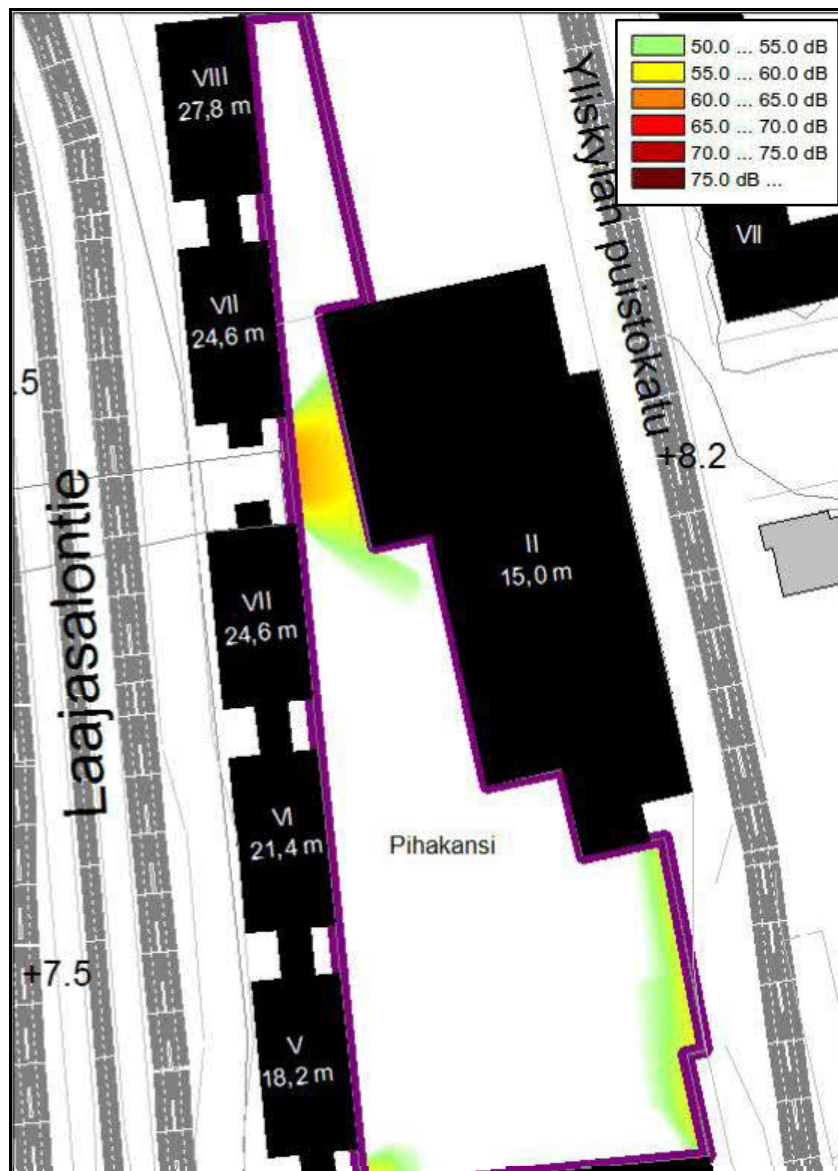 50.0 ... 55.0 dB
55.0 ... 60.0 dB
60.0 ... 65.0 dB
65.0 ... 70.0 dB
70.0 ... 75.0 dB
75.0 dB ...
VIII
27,8 m
Yliskylän puistokatu
VII
VII
24,6 m
.5
+8.2
Laajasalontie
II
15,0 m
VII
24,6 m
VI
21,4 m
Pihakansi
+7.5
V
18,2 m